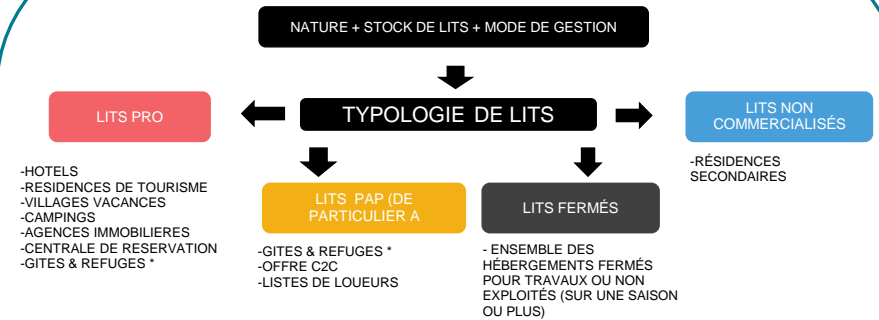 NATURE + STOCK DE LITS + MODE DE GESTION
TYPOLOGIE DE LITS
LITS PRO
-HOTELS
-RESIDENCES DE TOURISME
-VILLAGES VACANCES
-CAMPINGS
-AGENCES IMMOBILIERES
-CENTRALE DE RESERVATION
-GITES & REFUGES *
LITS PAP (DE
PARTICULIER A
-GITES & REFUGES *
-OFFRE C2C
-LISTES DE LOUEURS
LITS FERMÉS
- ENSEMBLE DES
HÉBERGEMENTS FERMÉS
POUR TRAVAUX OU NON
EXPLOITÉS (SUR UNE SAISON
OU PLUS)
LITS NON
COMMERCIALISÉS
-RÉSIDENCES
SECONDAIRES